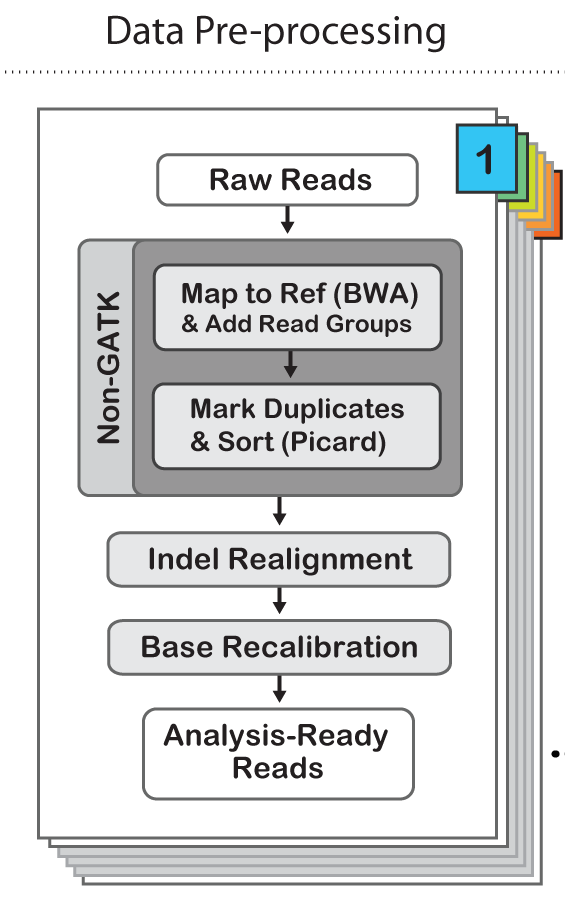 Data Pre-processing
1
Raw Reads
Non-GATK
Map to Ref (BWA)
& Add Read Groups
Mark Duplicates
& Sort (Picard)
Indel Realignment
Base Recalibration
Analysis-Ready
Reads